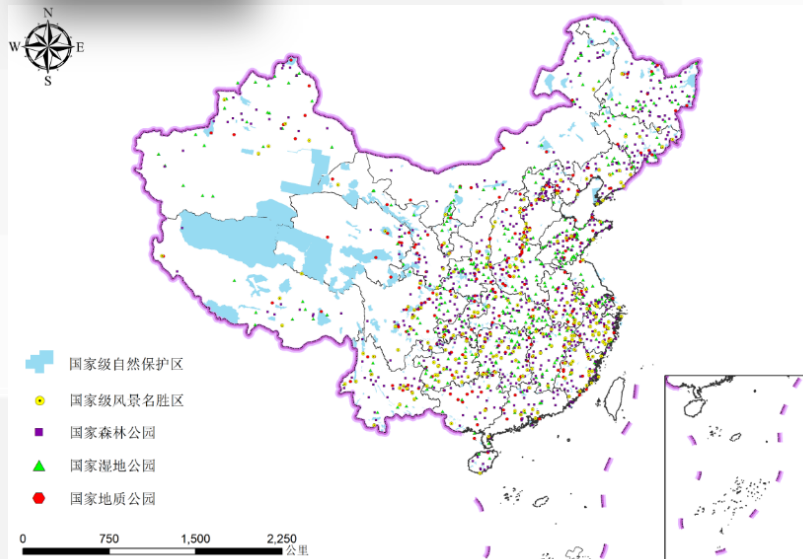 N
W E
S
国家级自然保护区
国家级风景名胜区
国家森林公园
国家湿地公园
国家地质公园
0 750 1,500 2,250
公里